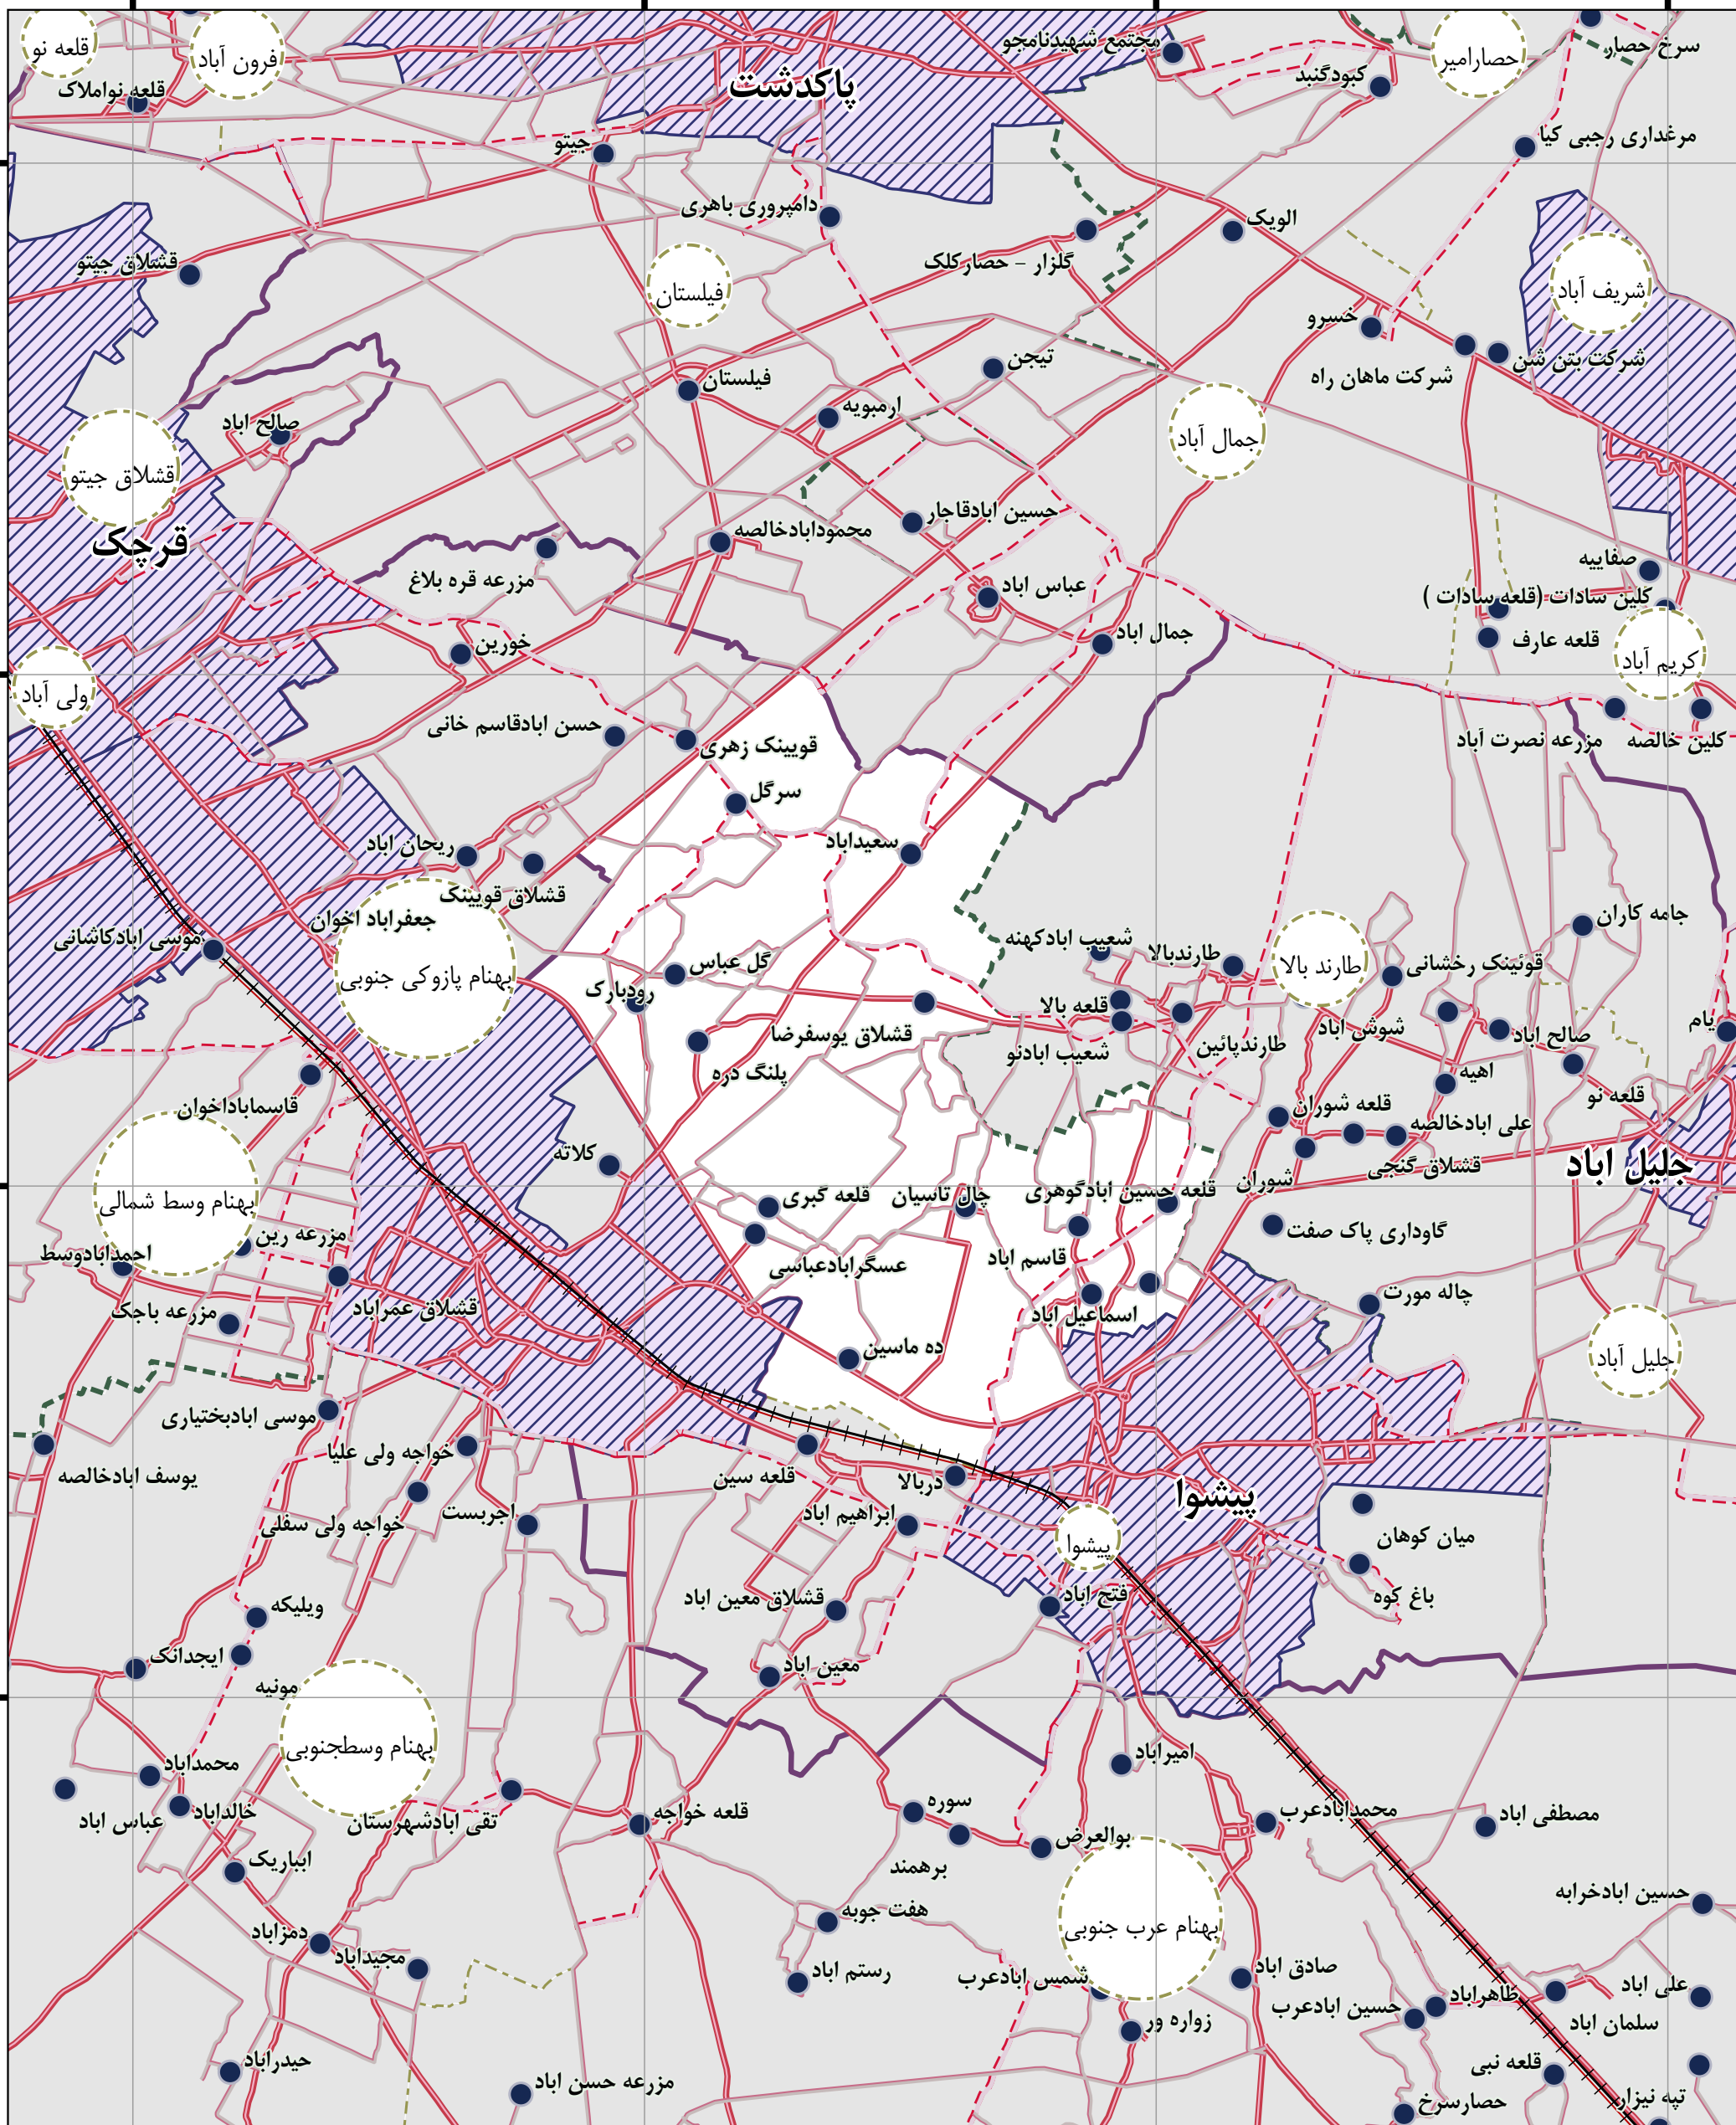 قلعه نو
فرون آباد
قلعه نواملاک
پاکدشت
مجتمع شهیدنامجو
کبودگنبد
حصارامیر
سرخ حصار
مرغداری رجبی کیا
جیتو
دامپروری باهری
گلزار – حصارکلک
الویک
قشلاق جیتو
فیلستان
شریف آباد
خسرو
شرکت ماهان راه
شرکت بتن شن
تیجن
فیلستان
ارمبویه
جمال آباد
صالح اباد
قشلاق جیتو
قرچک
حسین ابادقاجار
محمودابادخالصه
مزرعه قره بلاغ
عباس اباد
صفاییه
کلین سادات (قلعه سادات )
قلعه عارف
کریم آباد
جمال اباد
خورین
ولی آباد
حسن ابادقاسم خانی
قویینک زهری
مزرعه نصرت آباد
کلین خالصه
سرگل
سعیداباد
ریحان اباد
قشلاق قویینک
جعفراباد اخوان
موسی ابادکاشانی
بهنام پازوکی جنوبی
گل عباس
رودبارک
شعیب ابادکهنه
طارندبالا
طارند بالا
قوئینک رخشانی
جامه کاران
قلعه بالا
شوش اباد
صالح اباد
یام
قشلاق یوسفرضا
شعیب ابادنو
طارندپائین
پلنگ دره
اهیه
قلعه نو
قاسماباداخوان
قلعه شوران
علی ابادخالصه
کلاته
قشلاق گنجی
جلیل اباد
شوران
بهنام وسط شمالی
قلعه گبری
چال تاسیان
قلعه حسین ابادگوهری
گاوداری پاک صفت
مزرعه رین
احمدابادوسط
عسگرابادعباسی
قاسم اباد
مزرعه باجک
قشلاق عمراباد
اسماعیل اباد
چاله مورت
ده ماسین
جلیل آباد
موسی ابادبختیاری
خواجه ولی علیا
یوسف ابادخالصه
قلعه سین
دربالا
پیشوا
خواجه ولی سفلی
اجربست
ابراهیم اباد
پیشوا
میان کوهان
قشلاق معین اباد
فتح اباد
باغ کوه
ویلیکه
ایجدانک
معین اباد
مونیه
بهنام وسطجنوبی
امیراباد
محمداباد
عباس اباد
خالداباد
تقی ابادشهرستان
قلعه خواجه
سوره
بوالعرض
برهمند
محمدابادعرب
مصطفی اباد
انباریک
بهنام عرب جنوبی
حسین ابادخرابه
هفت جوبه
دمزاباد
مجیداباد
رستم اباد
شمس ابادعرب
صادق اباد
حسین ابادعرب
طاهراباد
علی اباد
سلمان اباد
زواره ور
حیدراباد
مزرعه حسن اباد
قلعه نبی
حصارسرخ
تپه نیزار